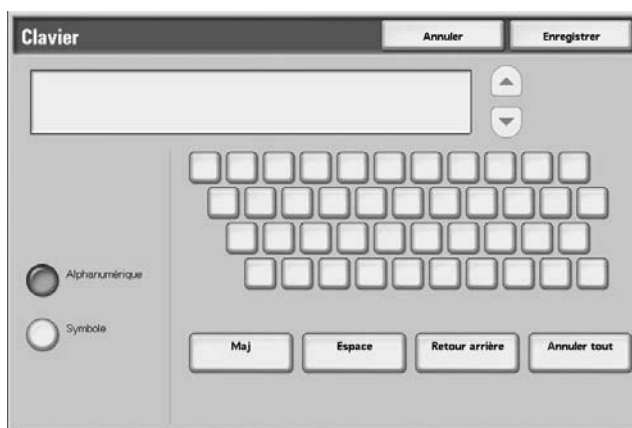 Clavier
Annuler
Enregistrer
Alphanumérique
Symbole
Maj
Espace
Retour arrière
Annuler tout